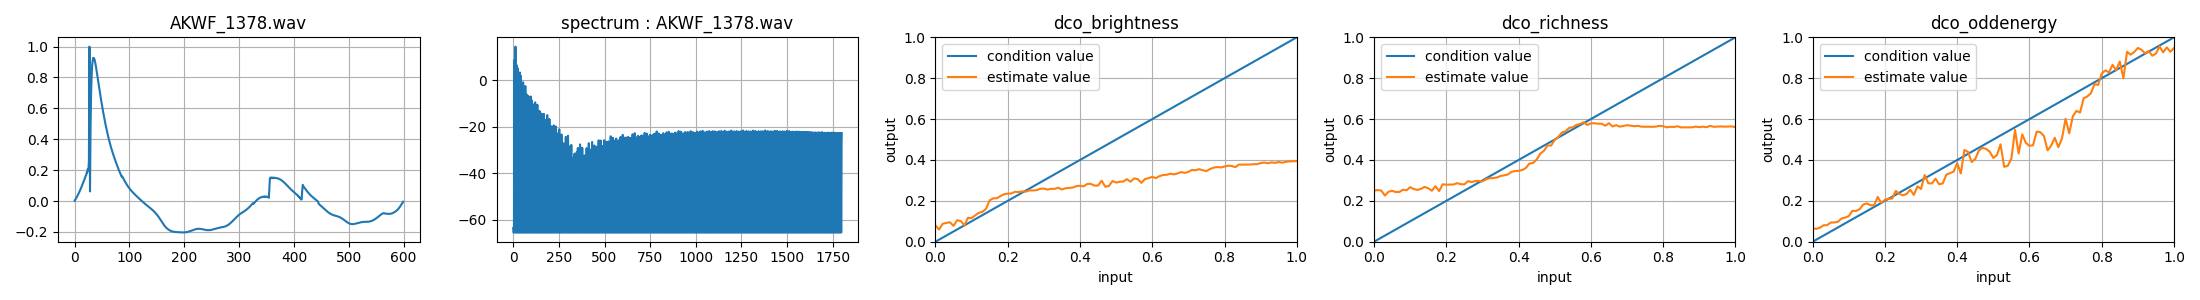 AKWF_1378.wav
1.0
0.8
0.6
0.4
0.2
0.0
−0.2
0 100 200 300 400 500 600
spectrum : AKWF_1378.wav
0
−20
−40
−60
0 250 500 750 1000 1250 1500 1750
dco_brightness
condition value
estimate value
output
1.0
0.8
0.6
0.4
0.2
0.0
0.0 0.2 0.4 0.6 0.8 1.0
input
dco_richness
condition value
estimate value
output
1.0
0.8
0.6
0.4
0.2
0.0
0.0 0.2 0.4 0.6 0.8 1.0
input
dco_oddenergy
condition value
estimate value
output
1.0
0.8
0.6
0.4
0.2
0.0
0.0 0.2 0.4 0.6 0.8 1.0
input